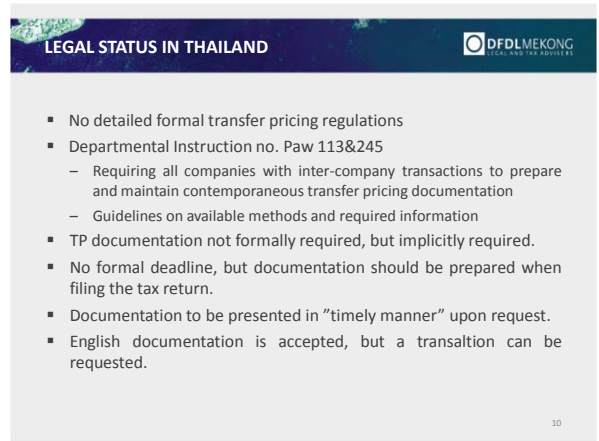 LEGAL STATUS IN THAILAND
DFDLMEKONG
LEGAL AND TAX ADVISERS
▪ No detailed formal transfer pricing regulations
▪ Departmental Instruction no. Paw 113&245
– Requiring all companies with inter-company transactions to prepare
and maintain contemporaneous transfer pricing documentation
– Guidelines on available methods and required information
▪ TP documentation not formally required, but implicitly required.
▪ No formal deadline, but documentation should be prepared when
filing the tax return.
▪ Documentation to be presented in ”timely manner” upon request.
▪ English documentation is accepted, but a transaltion can be
requested.
10